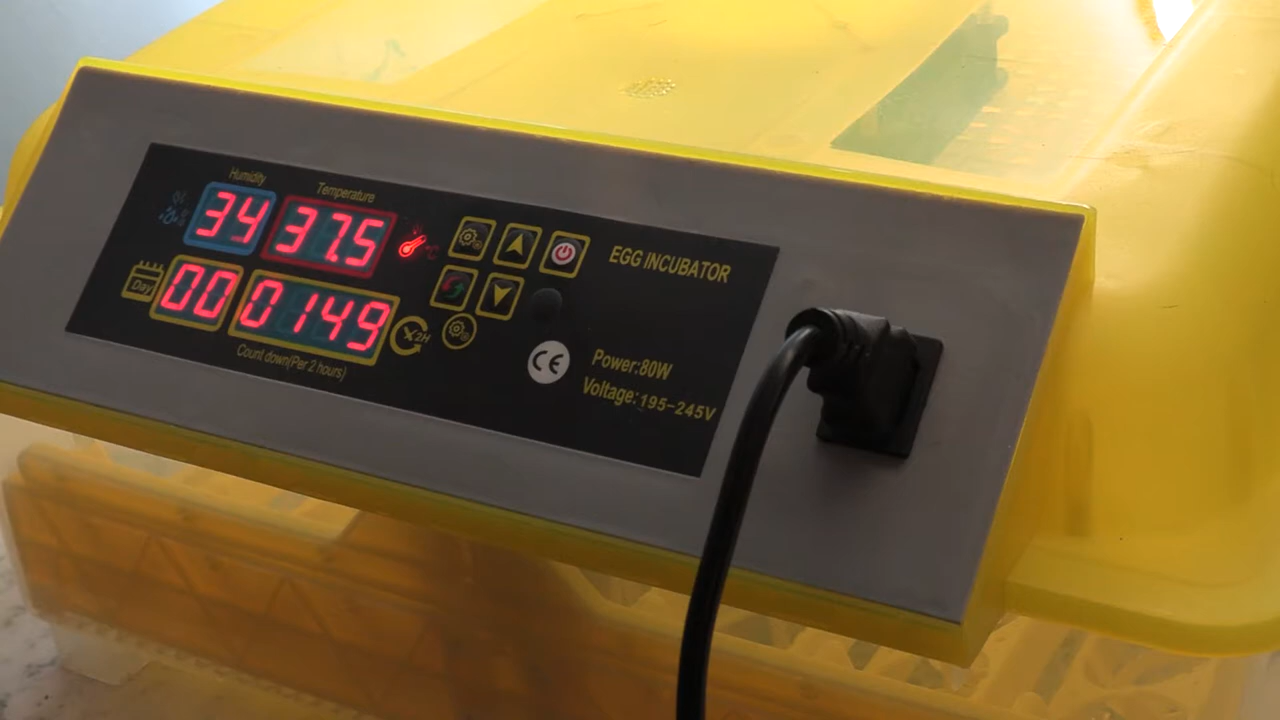 Humidity
Temperature
34
37.5
°C
Day
00
0149
X2H
Count down(Per 2 hours)
EGG INCUBATOR
CE
Power:80W
Voltage:195-245V